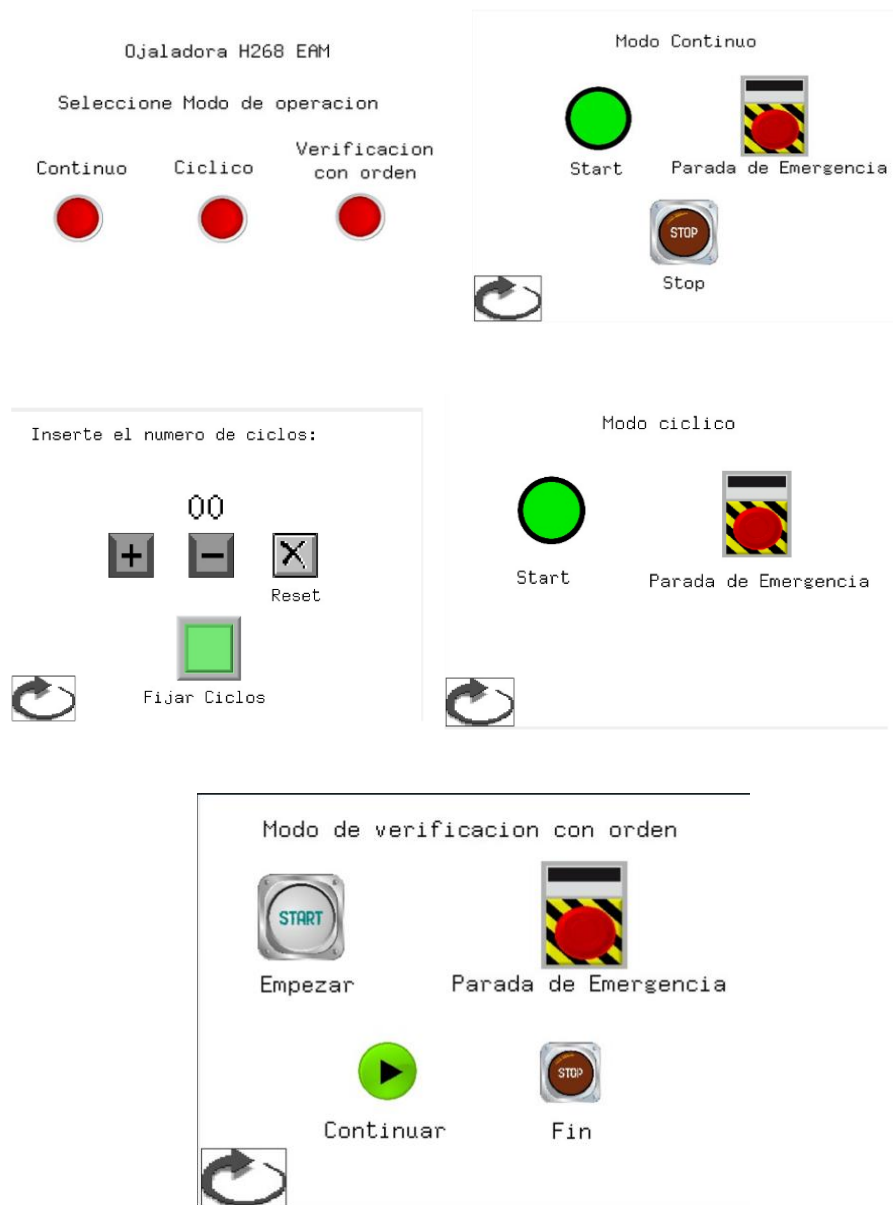 Ojaladora H268 EAM
Seleccione Modo de operacion
Continuo
Ciclico
Verificacion
con orden
Modo Continuo
Start
Parada de Emergencia
STOP
Stop
Inserte el numero de ciclos:
00
+
-
X
Reset
Fijar Ciclos
Modo ciclico
Start
Parada de Emergencia
Modo de verificacion con orden
START
Empezar
Parada de Emergencia
STOP
Continuar
Fin